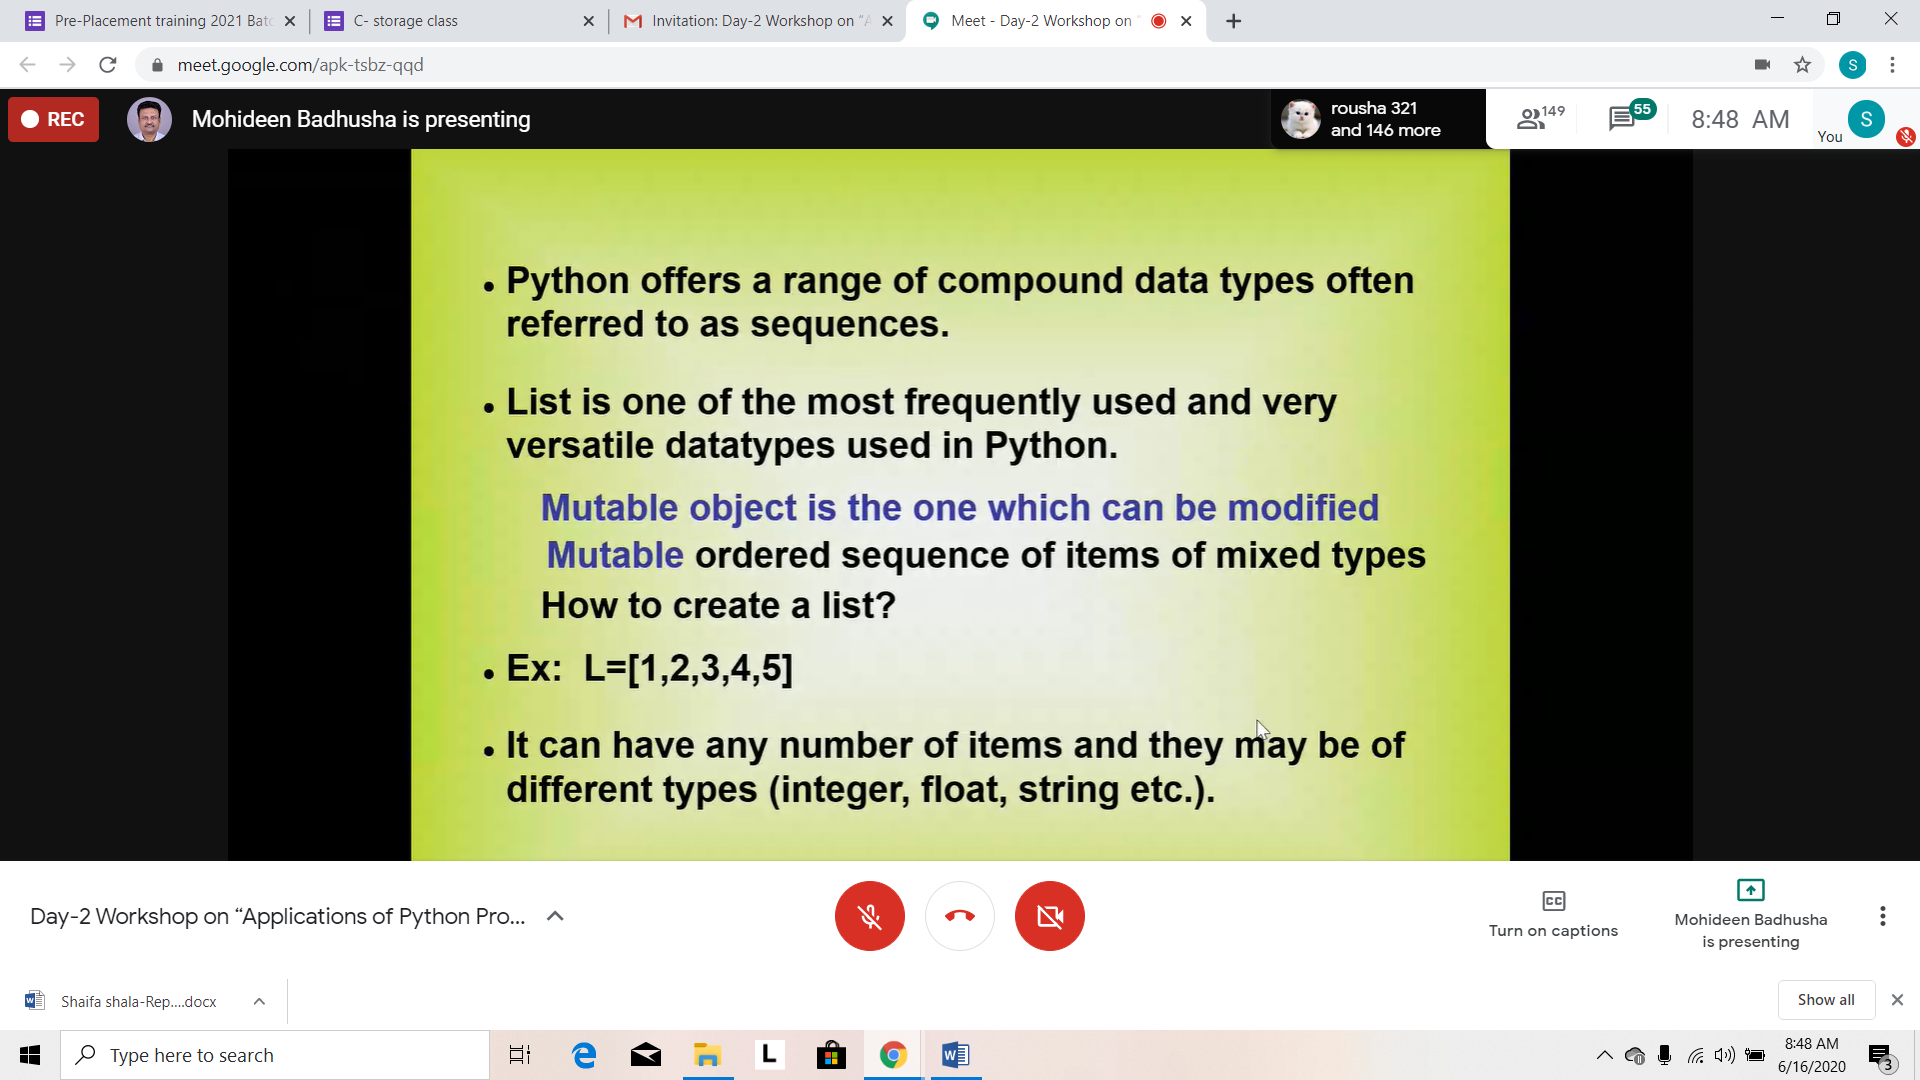 Pre-Placement training 2021 Batc
C- storage class
Invitation: Day-2 Workshop on “A
Meet - Day-2 Workshop on “
meet.google.com/apk-tsbz-qqd
S
REC
Mohideen Badhusha is presenting
rousha 321
and 146 more
149
55
8:48 AM
You
S
• Python offers a range of compound data types often
referred to as sequences.
• List is one of the most frequently used and very
versatile datatypes used in Python.
Mutable object is the one which can be modified
Mutable ordered sequence of items of mixed types
How to create a list?
• Ex: L=[1,2,3,4,5]
• It can have any number of items and they may be of
different types (integer, float, string etc.).
Day-2 Workshop on “Applications of Python Pro...
CC
Turn on captions
Mohideen Badhusha
is presenting
Shaifa shala-Rep....docx
Show all
Type here to search
L
8:48 AM
6/16/2020
3